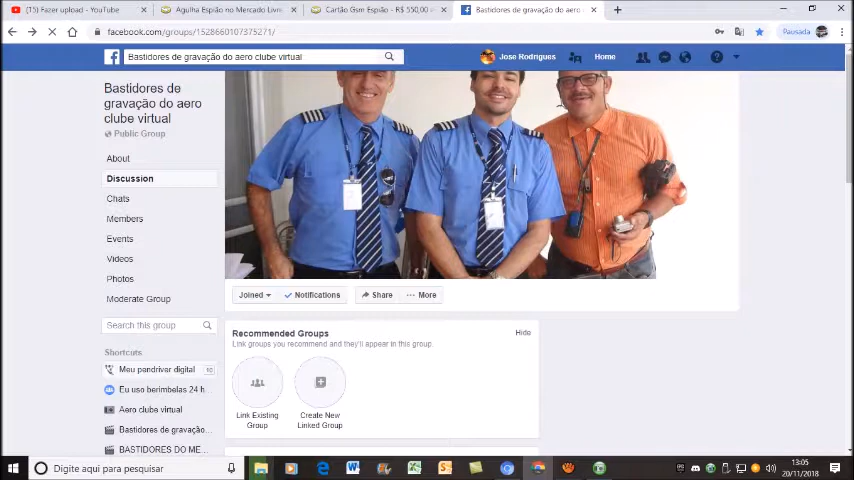 (15) Fazer upload - YouTube
Agulha Espião no Mercado Livre
Cartão Gsm Espião - R$ 550,00 e
Bastidores de gravação do aero
facebook.com/groups/1528660107375271/
Pausada
Bastidores de gravação do aero clube virtual
Jose Rodrigues
Home
Bastidores de
gravação do aero
clube virtual
Public Group
About
Discussion
Chats
Members
Events
Videos
Photos
Moderate Group
Search this group
Shortcuts
Meu pendriver digital 10
Eu uso berimbelas 24 h...
Aero clube virtual
Bastidores de gravação...
BASTIDORES DO ME...
Joined
Notifications
Share
More
Recommended Groups
Hide
Link groups you recommend and they'll appear in this group.
Link Existing
Group
Create New
Linked Group
Digite aqui para pesquisar
13:05
20/11/2018